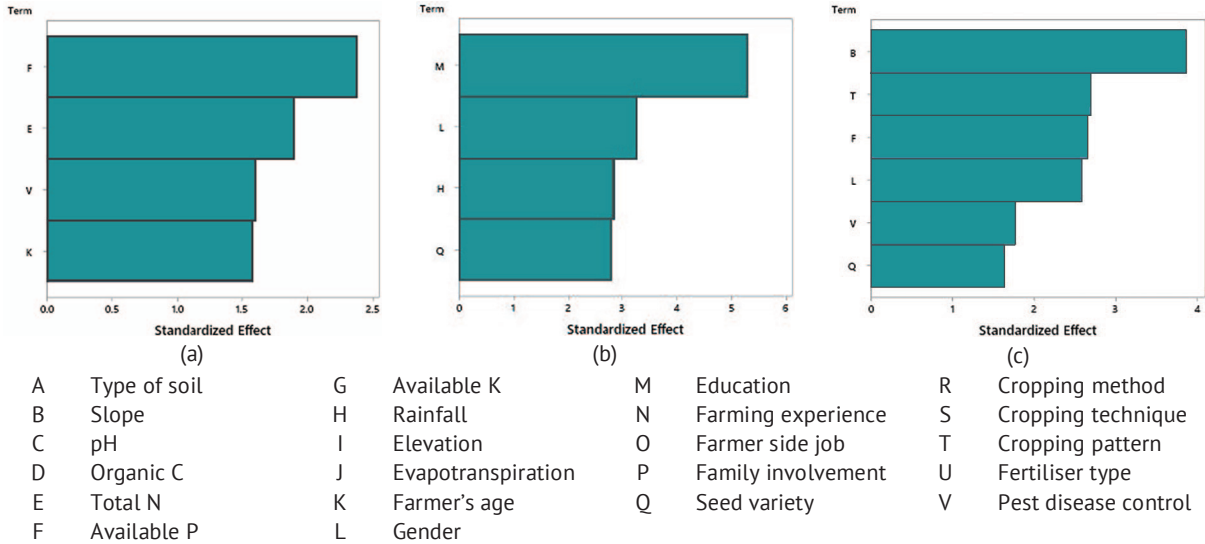 Term
F
E
V
K
0.0 0.5 1.0 1.5 2.0 2.5
Standardized Effect
(a)
Term
M
L
H
Q
0 1 2 3 4 5 6
Standardized Effect
(b)
Term
B
T
F
L
V
Q
0 1 2 3 4
Standardized Effect
(c)
A Type of soil G Available K M Education R Cropping method
B Slope H Rainfall N Farming experience S Cropping technique
C pH I Elevation O Farmer side job T Cropping pattern
D Organic C J Evapotranspiration P Family involvement U Fertiliser type
E Total N K Farmer's age Q Seed variety V Pest disease control
F Available P L Gender